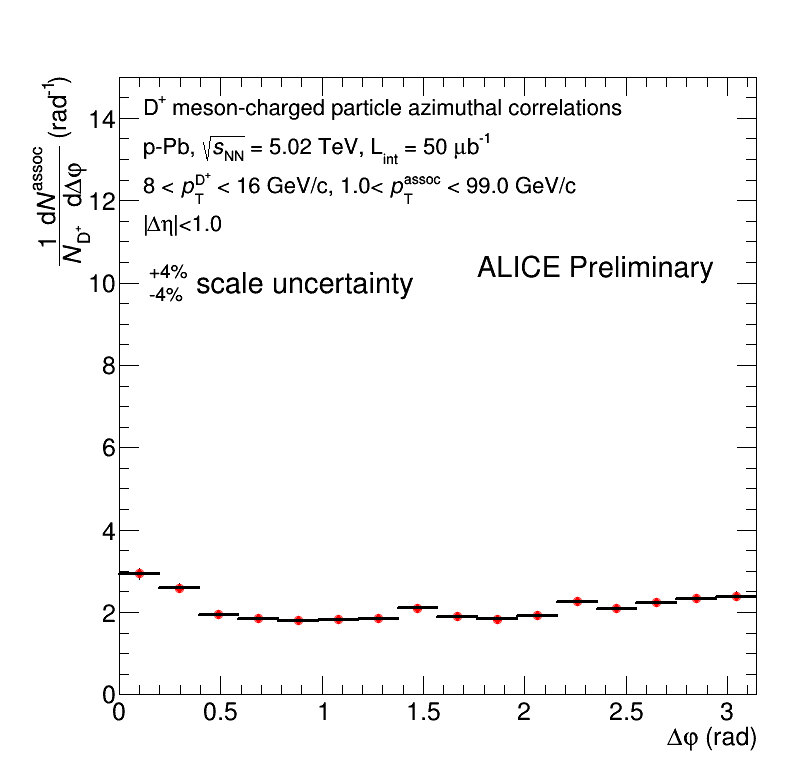 1 dN^assoc / N_D+ dΔφ (rad⁻¹)
D⁺ meson-charged particle azimuthal correlations
p-Pb, √s_NN = 5.02 TeV, L_int = 50 μb⁻¹
8 < p_T^D+ < 16 GeV/c, 1.0< p_T^assoc < 99.0 GeV/c
|Δη|<1.0
+4%
-4% scale uncertainty
ALICE Preliminary
14
12
10
8
6
4
2
0
0 0.5 1 1.5 2 2.5 3
Δφ (rad)